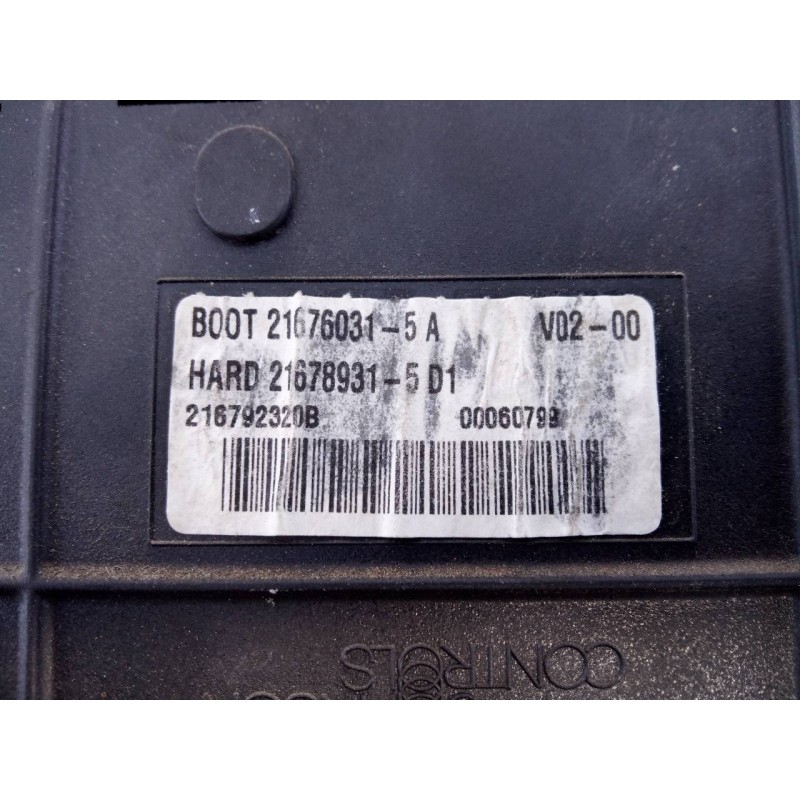 BOOT 21676031-5 A V02-00
HARD 21678931-5 D1
216792320B 00060799
CONTROLS